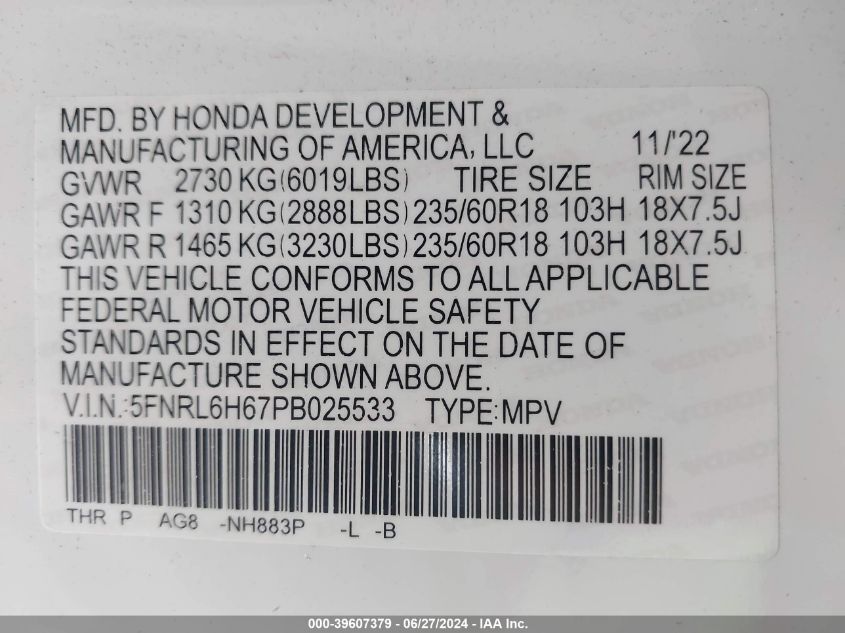 MFD. BY HONDA DEVELOPMENT &
MANUFACTURING OF AMERICA, LLC 11/'22
GVWR 2730 KG(6019LBS) TIRE SIZE RIM SIZE
GAWR F 1310 KG(2888LBS) 235/60R18 103H 18X7.5J
GAWR R 1465 KG(3230LBS) 235/60R18 103H 18X7.5J
THIS VEHICLE CONFORMS TO ALL APPLICABLE
FEDERAL MOTOR VEHICLE SAFETY
STANDARDS IN EFFECT ON THE DATE OF
MANUFACTURE SHOWN ABOVE.
V.I.N.:5FNRL6H67PB025533 TYPE:MPV
THR P AG8 -NH883P -L -B
000-39607379 - 06/27/2024 - IAA Inc.